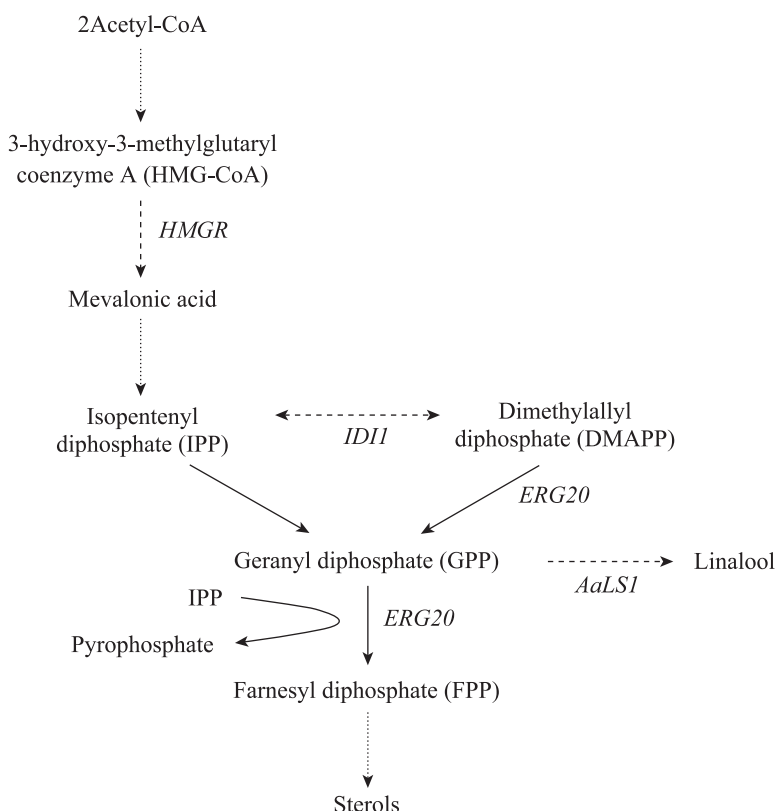 2Acetyl-CoA
3-hydroxy-3-methylglutaryl
coenzyme A (HMG-CoA)
HMGR
Mevalonic acid
Isopentenyl
diphosphate (IPP)
IDI1
Dimethylallyl
diphosphate (DMAPP)
ERG20
Geranyl diphosphate (GPP)
AaLS1
Linalool
IPP
ERG20
Pyrophosphate
Farnesyl diphosphate (FPP)
Sterols